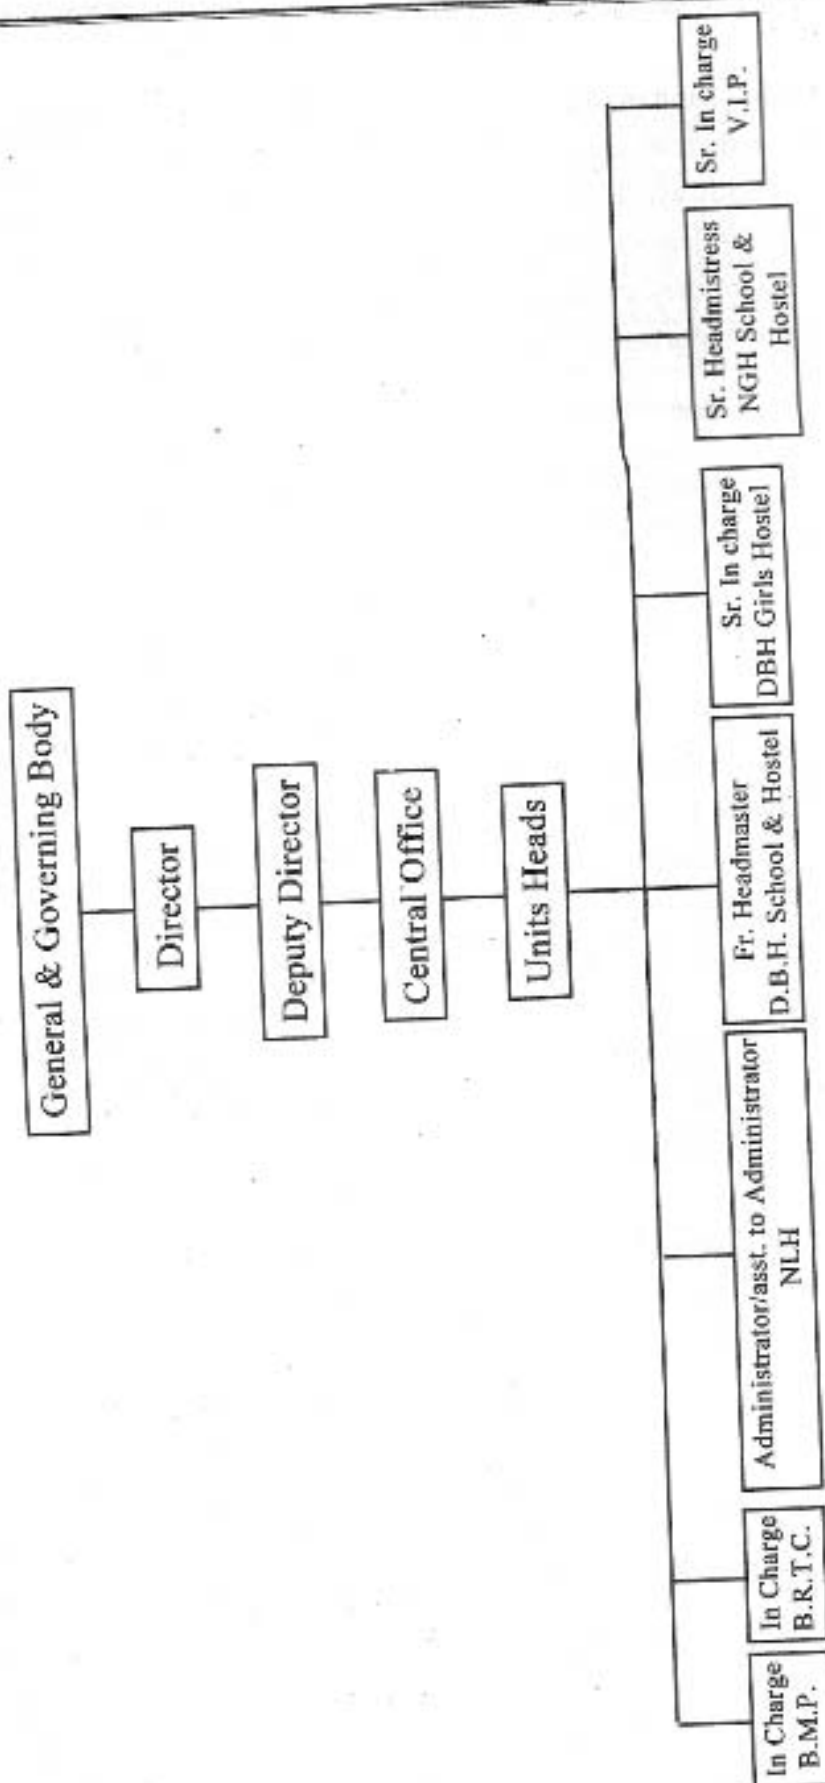 General & Governing Body
Director
Deputy Director
Central Office
Units Heads
In Charge
B.M.P.
In Charge
B.R.T.C.
Administrator/asst. to Administrator
NLH
Fr. Headmaster
D.B.H. School & Hostel
Sr. In charge
DBH Girls Hostel
Sr. Headmistress
NGH School &
Hostel
Sr. In charge
V.I.P.